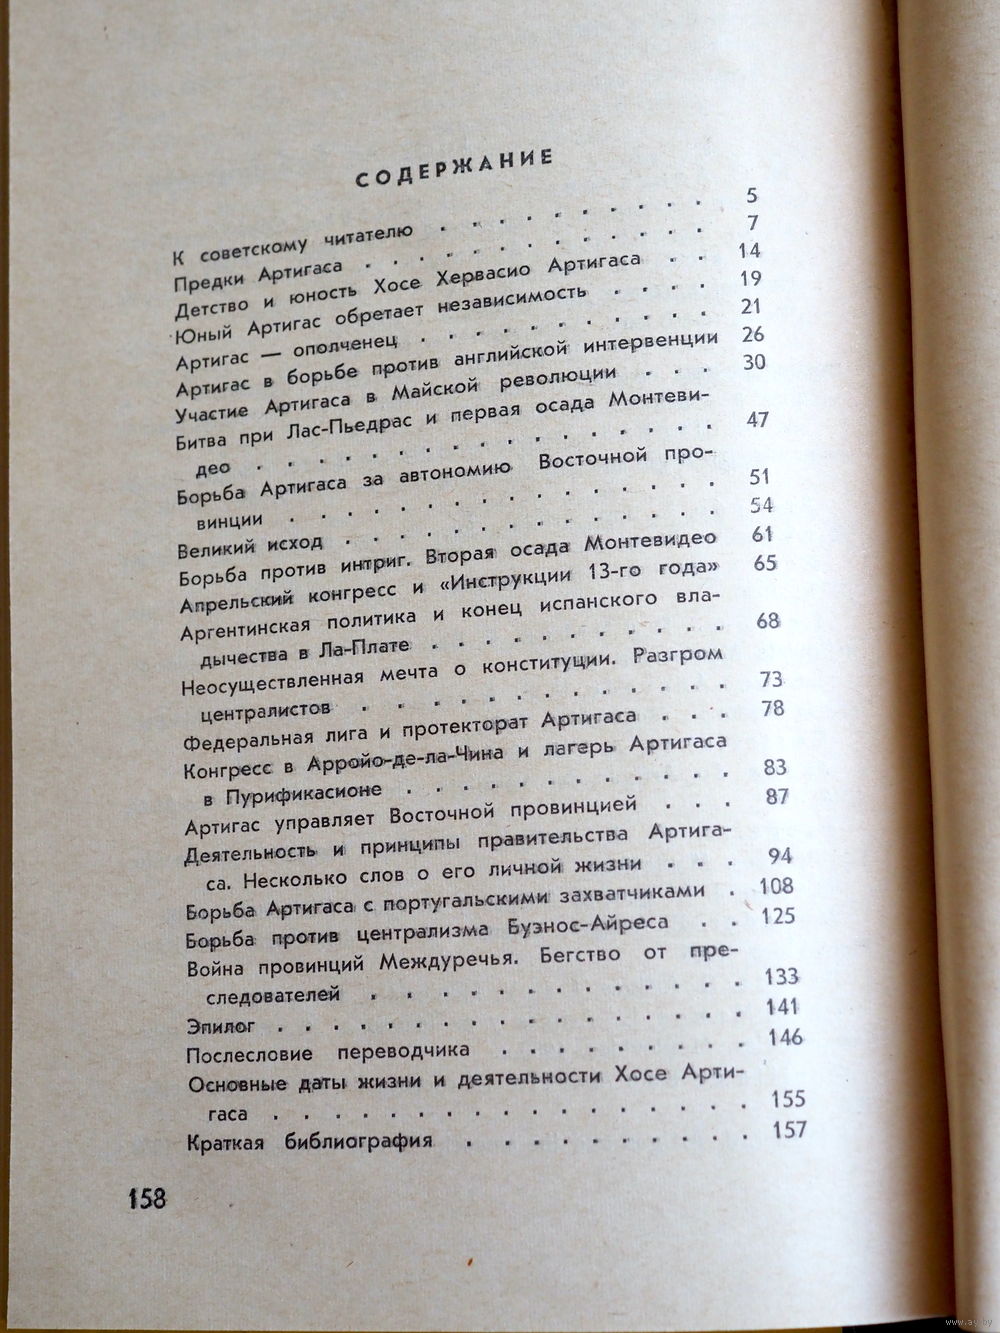 СОДЕРЖАНИЕ
К советскому читателю . . . . . . . . . 5
Предки Артигаса . . . . . . . . . . . 7
Детство и юность Хосе Хервасио Артигаса . . 14
Юный Артигас обретает независимость . . . . 19
Артигас — ополченец . . . . . . . . . . 21
Артигас в борьбе против английской интервенции 26
Участие Артигаса в Майской революции . . . 30
Битва при Лас-Пьедрас и первая осада Монтеви-
део . . . . . . . . . . . . . 47
Борьба Артигаса за автономию Восточной про-
винции . . . . . . . . . . . . . 51
Великий исход . . . . . . . . . . . . 54
Борьба против интриг. Вторая осада Монтевидео 61
Апрельский конгресс и «Инструкции 13-го года» 65
Аргентинская политика и конец испанского вла-
дычества в Ла-Плате . . . . . . . . . 68
Неосуществленная мечта о конституции. Разгром
централистов . . . . . . . . . . . 73
Федеральная лига и протекторат Артигаса . . . 78
Конгресс в Арройо-де-ла-Чина и лагерь Артигаса
в Пурификасионе . . . . . . . . . . 83
Артигас управляет Восточной провинцией . . . 87
Деятельность и принципы правительства Артига-
са. Несколько слов о его личной жизни . . . 94
Борьба Артигаса с португальскими захватчиками . 108
Борьба против централизма Буэнос-Айреса . . 125
Война провинций Междуречья. Бегство от пре-
следователей . . . . . . . . . . . 133
Эпилог . . . . . . . . . . . . . . 141
Послесловие переводчика . . . . . . . . 146
Основные даты жизни и деятельности Хосе Арти-
гаса . . . . . . . . . . . . . . 155
Краткая библиография . . . . . . . . . 157
158
www.ay.by